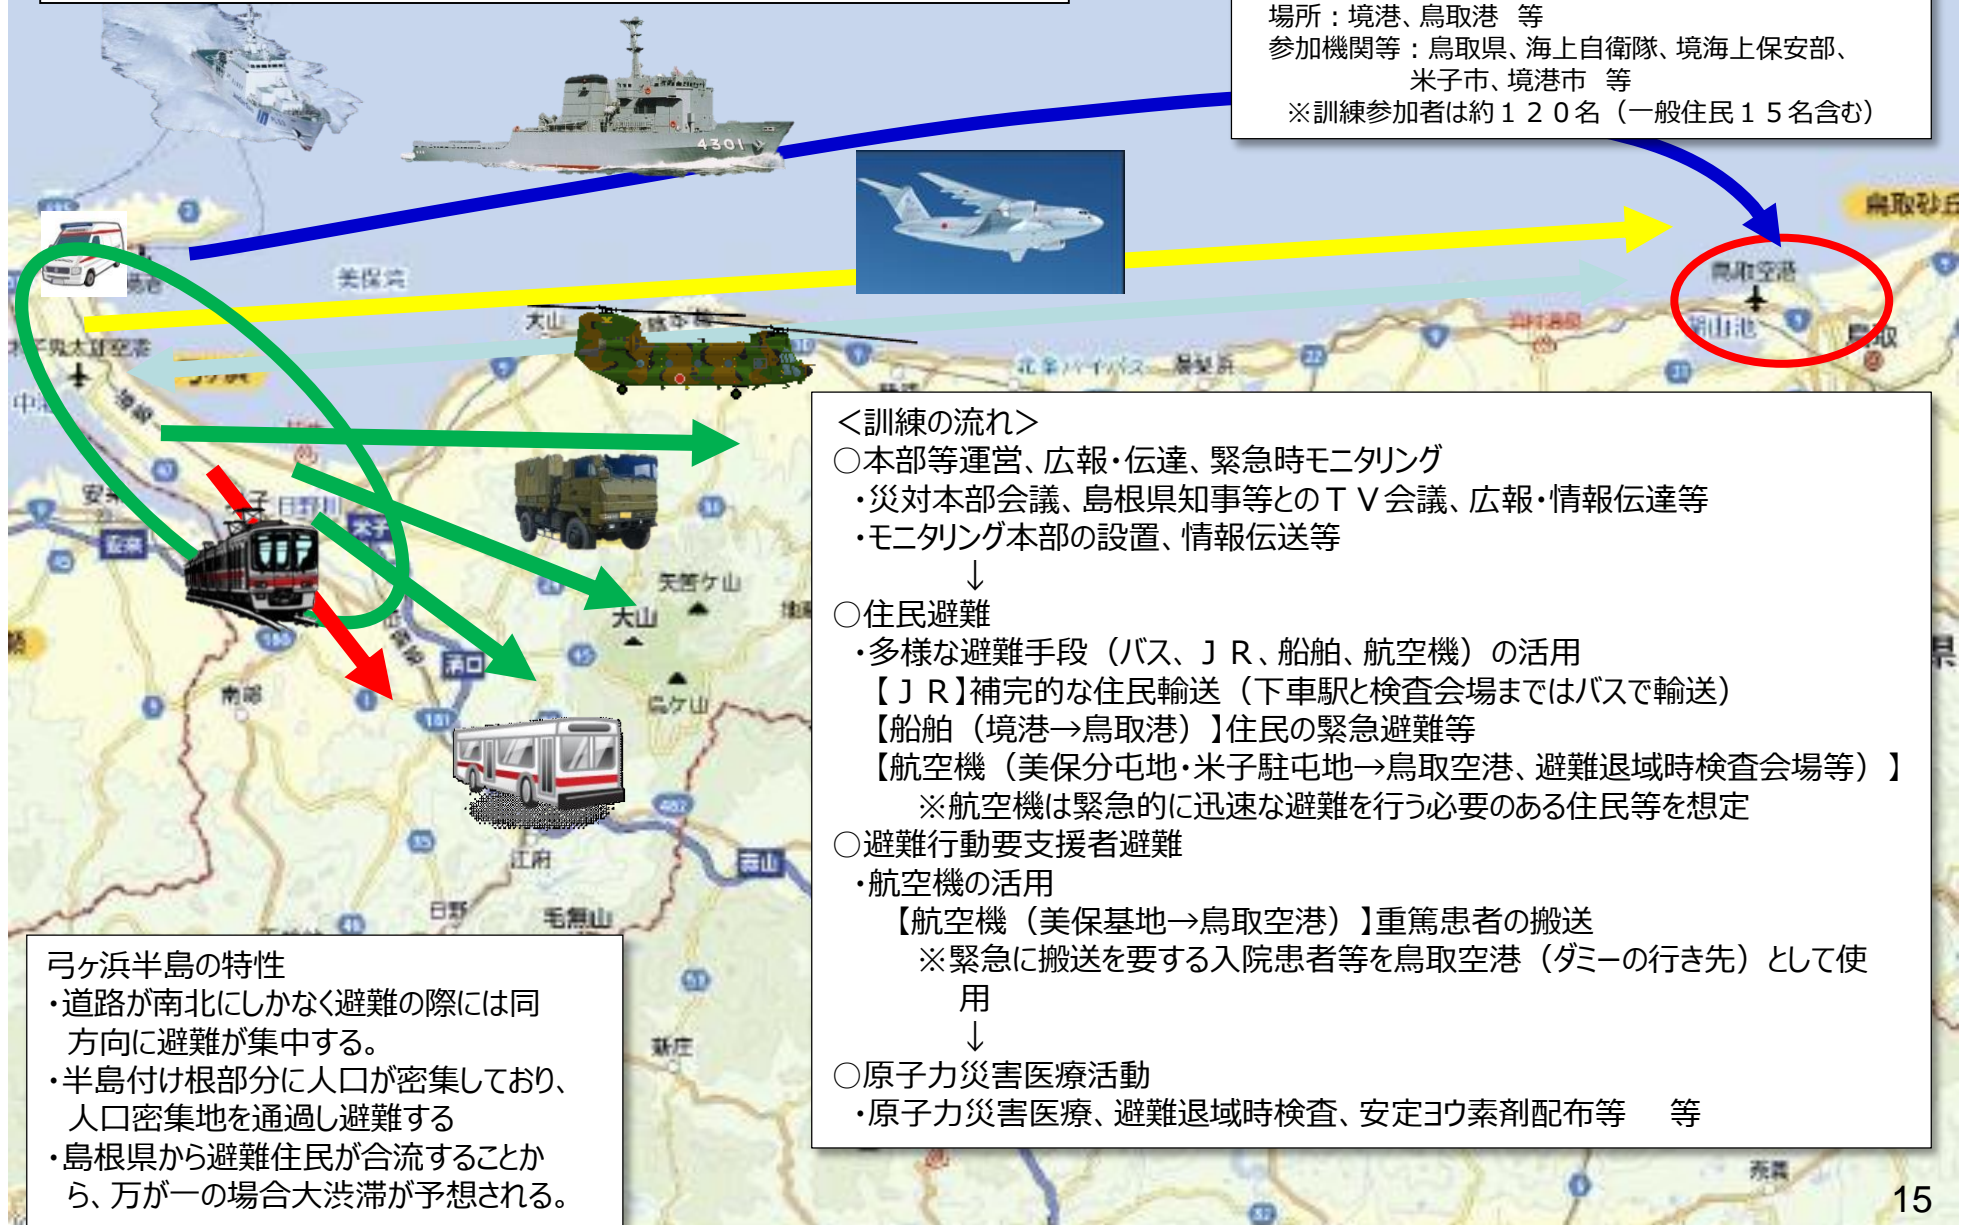 場所：境港、鳥取港 等
参加機関等：鳥取県、海上自衛隊、境海上保安部、
米子市、境港市 等
※訓練参加者は約１２０名（一般住民１５名含む）
4301
鳥取砂丘
美保湾
鳥取空港
大山
鳥取
＜訓練の流れ＞
○本部等運営、広報・伝達、緊急時モニタリング
・災対本部会議、島根県知事等とのＴＶ会議、広報・情報伝達等
・モニタリング本部の設置、情報伝送等
↓
○住民避難
・多様な避難手段（バス、ＪＲ、船舶、航空機）の活用
【ＪＲ】補完的な住民輸送（下車駅と検査会場まではバスで輸送）
【船舶（境港→鳥取港）】住民の緊急避難等
【航空機（美保分屯地・米子駐屯地→鳥取空港、避難退域時検査会場等）】
※航空機は緊急的に迅速な避難を行う必要のある住民等を想定
○避難行動要支援者避難
・航空機の活用
【航空機（美保基地→鳥取空港）】重篤患者の搬送
※緊急に搬送を要する入院患者等を鳥取空港（ダミーの行き先）として使
用
↓
○原子力災害医療活動
・原子力災害医療、避難退域時検査、安定ヨウ素剤配布等　等
日野川
矢筈ケ山
大山
溝口
烏ケ山
南部
181
180
482
江府
蒜山
日野
毛無山
新庄
弓ヶ浜半島の特性
・道路が南北にしかなく避難の際には同
方向に避難が集中する。
・半島付け根部分に人口が密集しており、
人口密集地を通過し避難する
・島根県から避難住民が合流することか
ら、万が一の場合大渋滞が予想される。
15